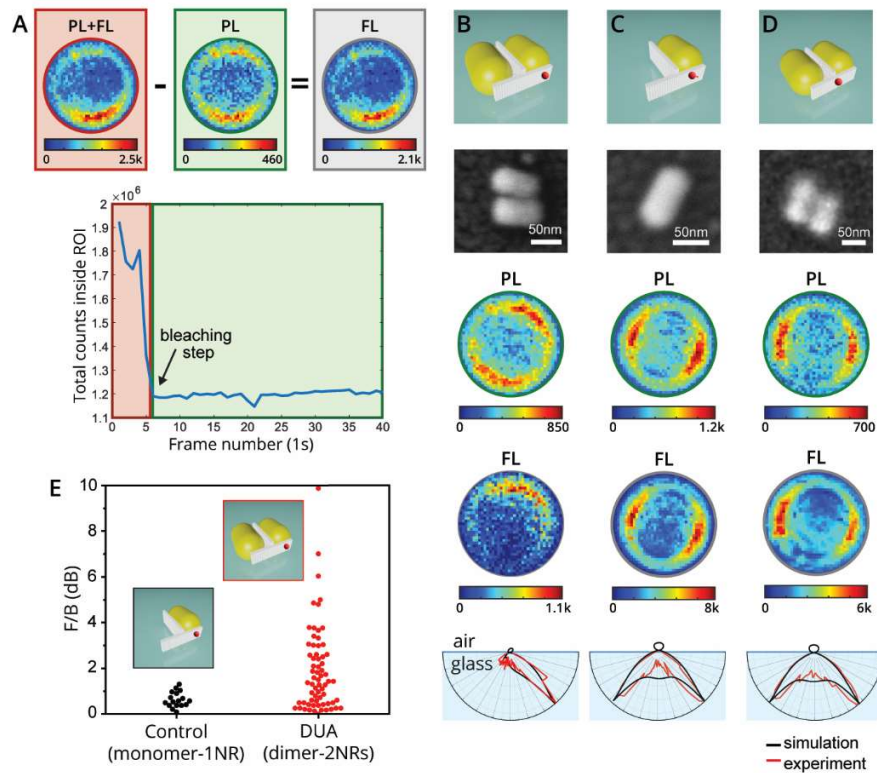 A
PL+FL
PL
FL
-
=
0 2.5k
0 460
0 2.1k
×10⁶
2
1.9
1.8
1.7
1.6
1.5
1.4
1.3
1.2
1.1
Total counts inside ROI
bleaching
step
0 5 10 15 20 25 30 35 40
Frame number (1s)
B
C
D
50nm
50nm
50nm
PL
PL
PL
0 850
0 1.2k
0 700
FL
FL
FL
0 1.1k
0 8k
0 6k
air
glass
simulation
experiment
E
10
8
6
4
2
0
F/B (dB)
Control
(monomer-1NR)
DUA
(dimer-2NRs)